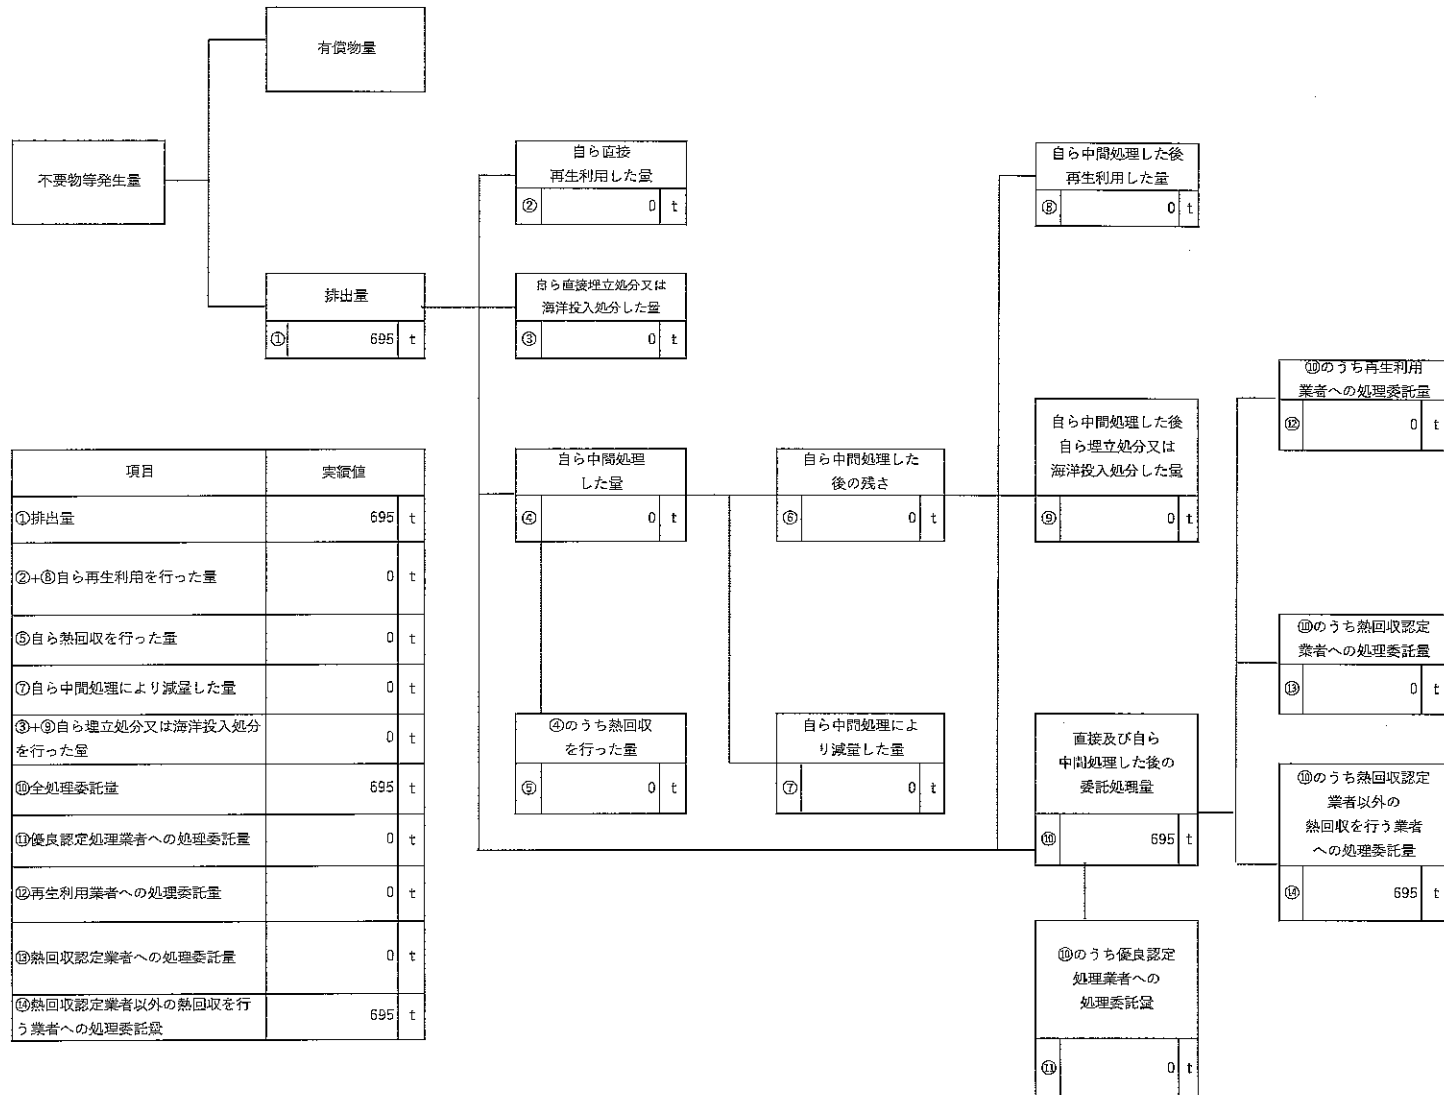 有償物量
不要物等発生量
排出量
① 695 t
自ら直接
再生利用した量
② 0 t
自ら直接埋立処分又は
海洋投入処分した量
③ 0 t
自ら中間処理した後
再生利用した量
⑧ 0 t
自ら中間処理
した量
④ 0 t
自ら中間処理した
後の残さ
⑥ 0 t
自ら中間処理した後
自ら埋立処分又は
海洋投入処分した量
⑨ 0 t
⑩のうち再生利用
業者への処理委託量
⑫ 0 t
⑩のうち熱回収認定
業者への処理委託量
⑬ 0 t
④のうち熱回収
を行った量
⑤ 0 t
自ら中間処理によ
り減量した量
⑦ 0 t
直接及び自ら
中間処理した後の
委託処理量
⑩ 695 t
⑩のうち熱回収認定
業者以外の
熱回収を行う業者
への処理委託量
⑭ 695 t
⑩のうち優良認定
処理業者への
処理委託量
⑪ 0 t
項目 実績値
①排出量 695 t
②+⑧自ら再生利用を行った量 0 t
⑤自ら熱回収を行った量 0 t
⑦自ら中間処理により減量した量 0 t
③+⑨自ら埋立処分又は海洋投入処分
を行った量 0 t
⑩全処理委託量 695 t
⑪優良認定処理業者への処理委託量 0 t
⑫再生利用業者への処理委託量 0 t
⑬熱回収認定業者への処理委託量 0 t
⑭熱回収認定業者以外の熱回収を行
う業者への処理委託量 695 t